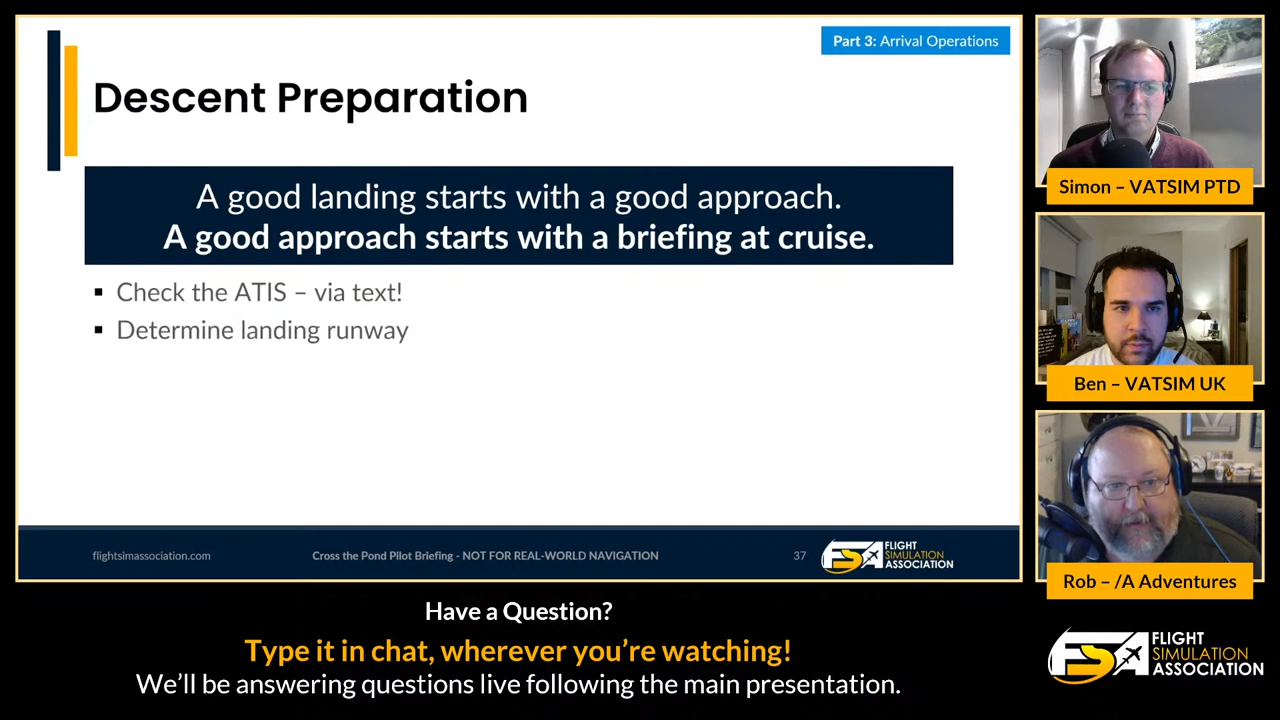 Part 3: Arrival Operations
Descent Preparation
A good landing starts with a good approach.
A good approach starts with a briefing at cruise.
Check the ATIS – via text!
Determine landing runway
flightsimassociation.com
Cross the Pond Pilot Briefing - NOT FOR REAL-WORLD NAVIGATION
37
FSA
FLIGHT
SIMULATION
ASSOCIATION
Simon – VATSIM PTD
Ben – VATSIM UK
Rob – /A Adventures
Have a Question?
Type it in chat, wherever you're watching!
We'll be answering questions live following the main presentation.
FSA
FLIGHT
SIMULATION
ASSOCIATION